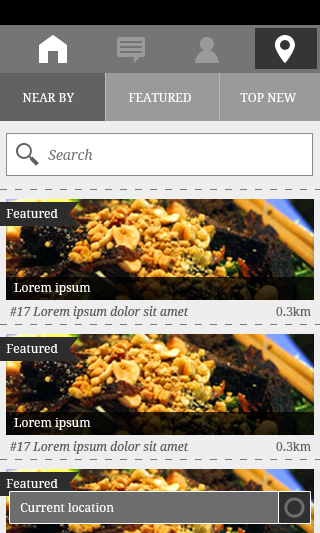 NEAR BY FEATURED TOP NEW
Search
Featured
Lorem ipsum
#17 Lorem ipsum dolor sit amet 0.3km
Featured
Lorem ipsum
#17 Lorem ipsum dolor sit amet 0.3km
Featured
Current location